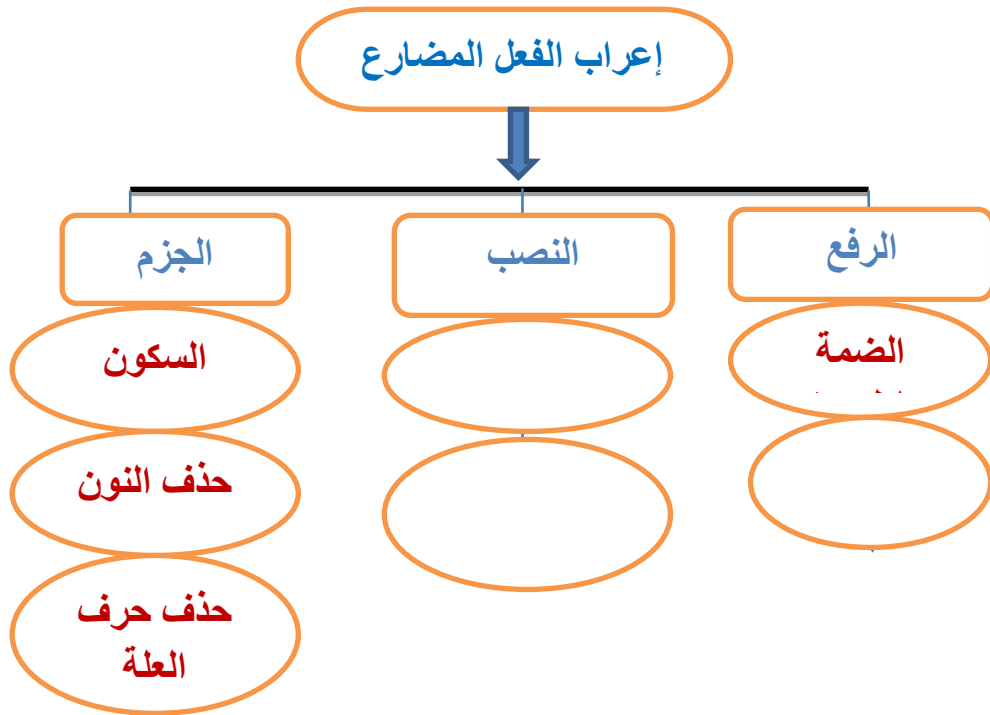 إعراب الفعل المضارع
الرفع
النصب
الجزم
الضمة
السكون
حذف النون
حذف حرف
العلة